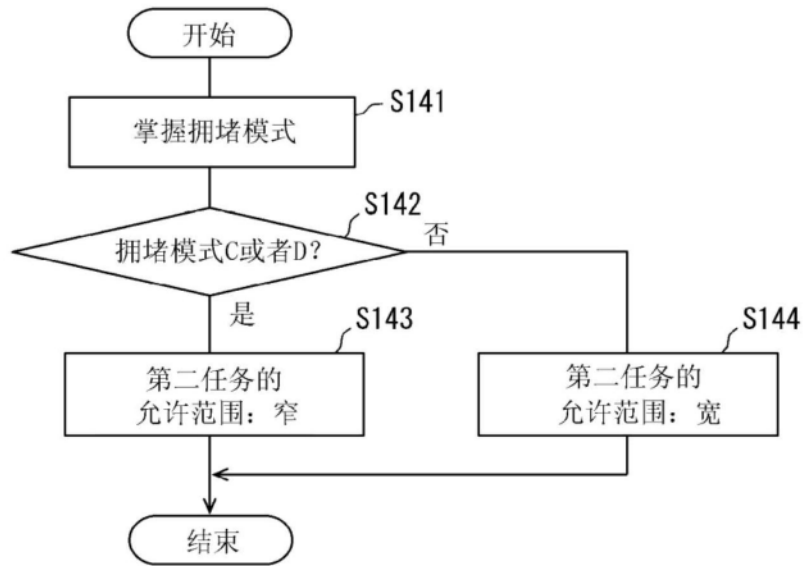 开始
S141
掌握拥堵模式
S142
拥堵模式C或者D?
否
是
S143
第二任务的
允许范围：窄
S144
第二任务的
允许范围：宽
结束